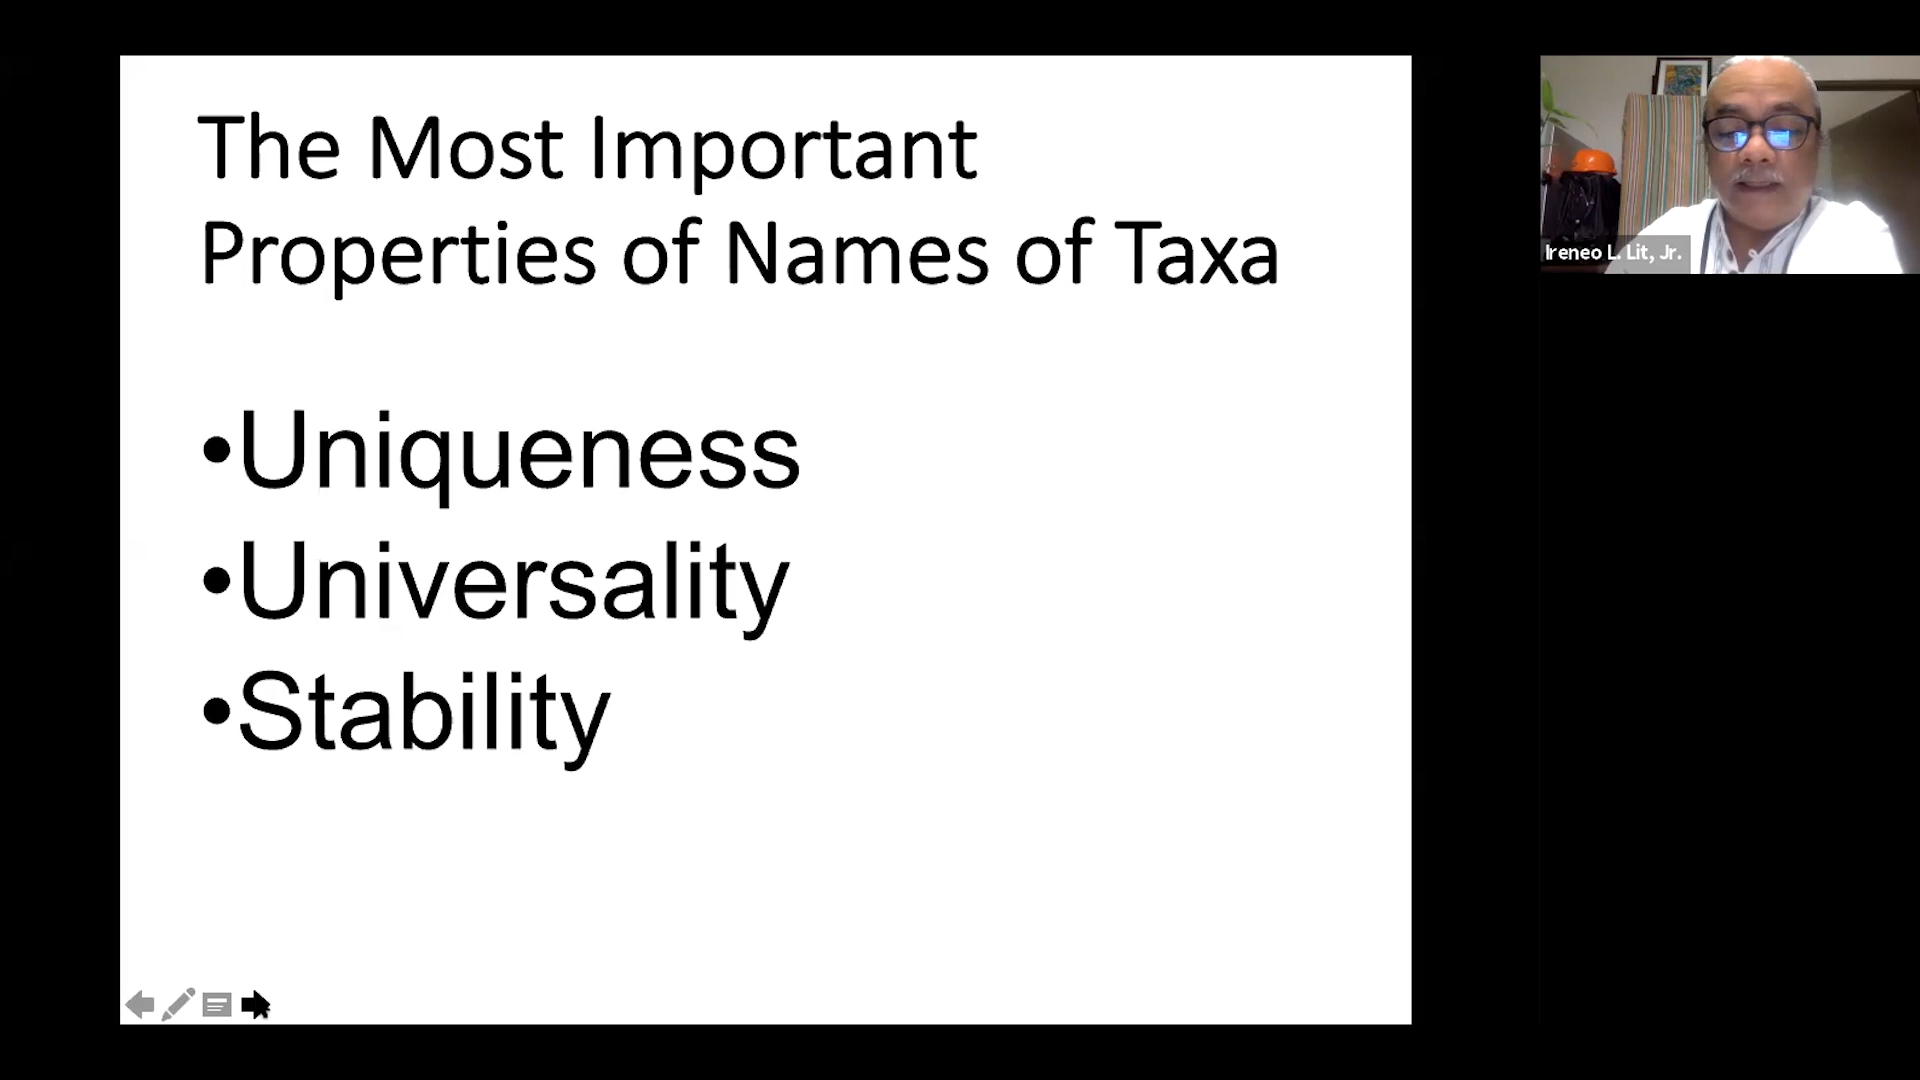 The Most Important
Properties of Names of Taxa
•Uniqueness
•Universality
•Stability
Ireneo L. Lit, Jr.